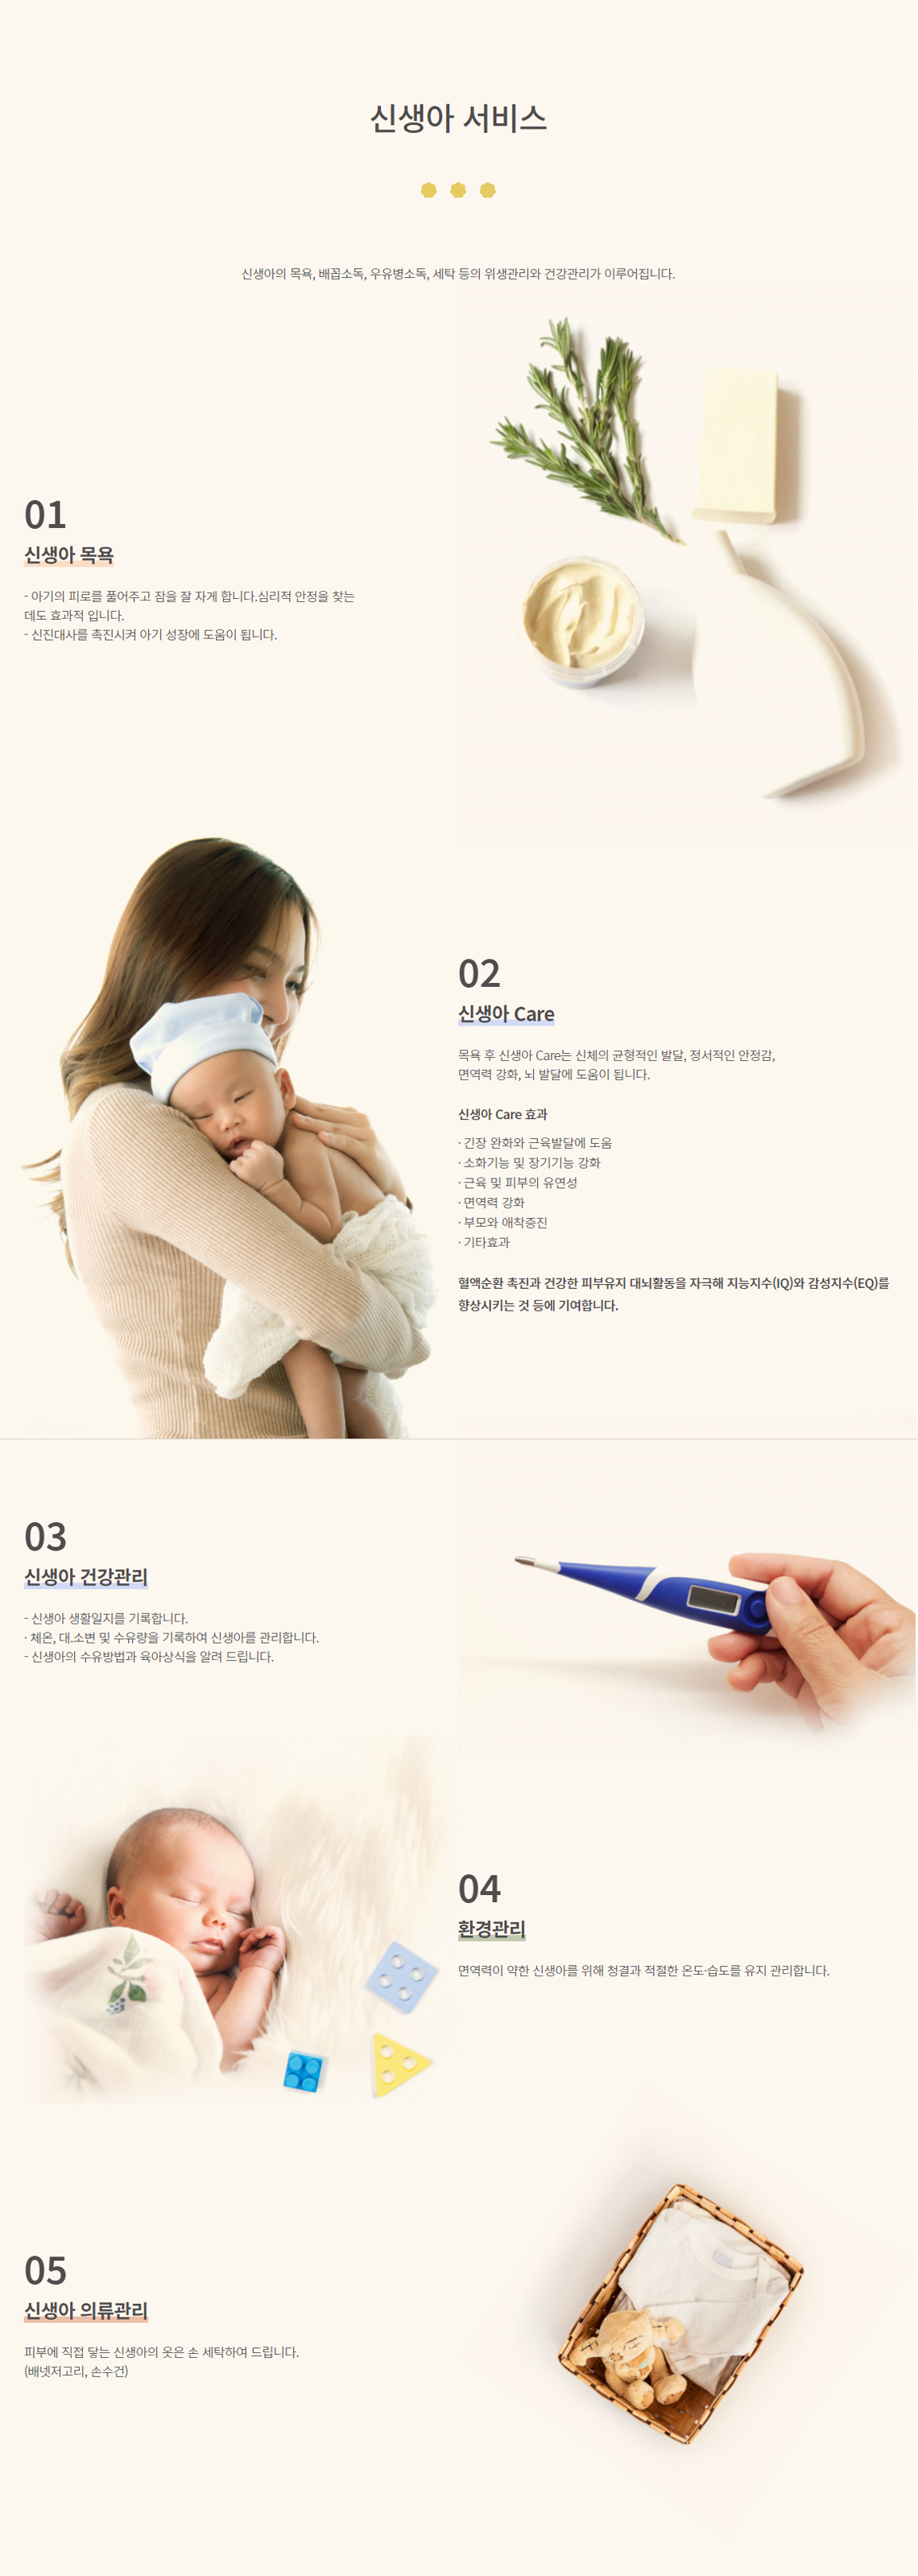 신생아 서비스
신생아의 목욕, 배꼽소독, 우유병소독, 세탁 등의 위생관리와 건강관리가 이루어집니다.
01
신생아 목욕
- 아기의 피로를 풀어주고 잠을 잘 자게 합니다.심리적 안정을 찾는
데도 효과적 입니다.
- 신진대사를 촉진시켜 아기 성장에 도움이 됩니다.
02
신생아 Care
목욕 후 신생아 Care는 신체의 균형적인 발달, 정서적인 안정감,
면역력 강화, 뇌 발달에 도움이 됩니다.
신생아 Care 효과
· 긴장 완화와 근육발달에 도움
· 소화기능 및 장기기능 강화
· 근육 및 피부의 유연성
· 면역력 강화
· 부모와 애착증진
· 기타효과
혈액순환 촉진과 건강한 피부유지 대뇌활동을 자극해 지능지수(IQ)와 감성지수(EQ)를
향상시키는 것 등에 기여합니다.
03
신생아 건강관리
- 신생아 생활일지를 기록합니다.
· 체온, 대.소변 및 수유량을 기록하여 신생아를 관리합니다.
- 신생아의 수유방법과 육아상식을 알려 드립니다.
04
환경관리
면역력이 약한 신생아를 위해 청결과 적절한 온도·습도를 유지 관리합니다.
05
신생아 의류관리
피부에 직접 닿는 신생아의 옷은 손 세탁하여 드립니다.
(배넷저고리, 손수건)